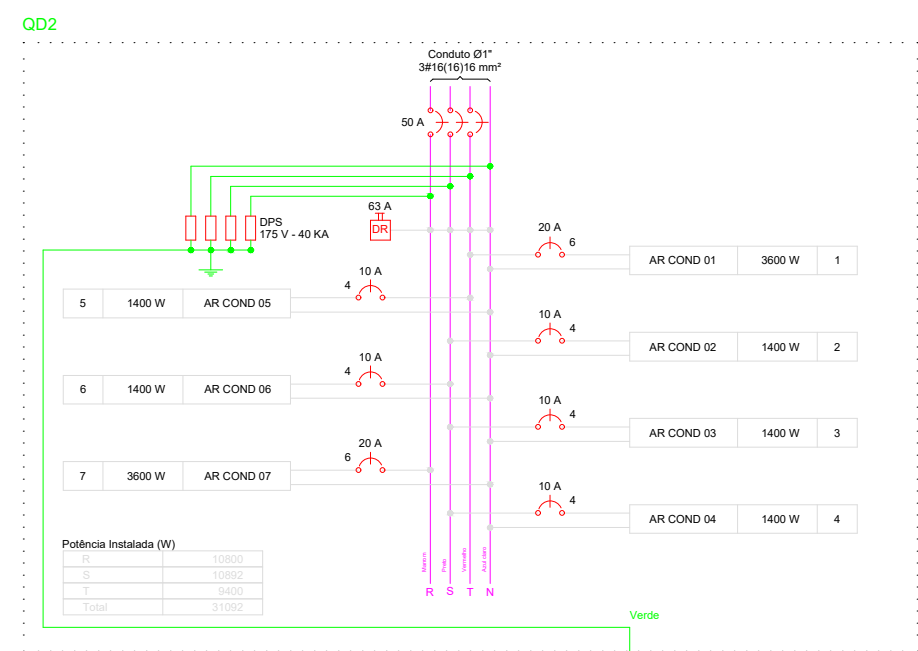 QD2
Conduto Ø1"
3#16(16)16 mm²
50 A
DPS
175 V - 40 KA
63 A
DR
20 A
6
AR COND 01 3600 W 1
10 A
4
5 1400 W AR COND 05
10 A
4
AR COND 02 1400 W 2
10 A
4
6 1400 W AR COND 06
10 A
4
AR COND 03 1400 W 3
20 A
6
7 3600 W AR COND 07
10 A
4
AR COND 04 1400 W 4
Potência Instalada (W)
R 10800
S 10892
T 9400
Total 31092
Marrom
Preto
Vermelho
Azul claro
R S T N
Verde